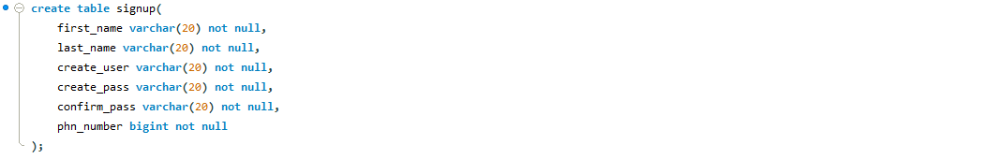 create table signup(
first_name varchar(20) not null,
last_name varchar(20) not null,
create_user varchar(20) not null,
create_pass varchar(20) not null,
confirm_pass varchar(20) not null,
phn_number bigint not null
);